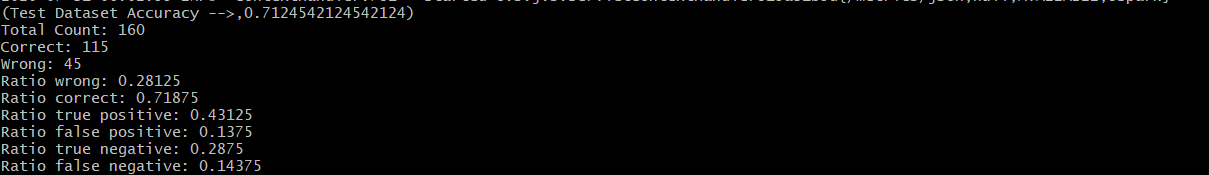 (Test Dataset Accuracy -->,0.7124542124542124)
Total Count: 160
Correct: 115
Wrong: 45
Ratio wrong: 0.28125
Ratio correct: 0.71875
Ratio true positive: 0.43125
Ratio false positive: 0.1375
Ratio true negative: 0.2875
Ratio false negative: 0.14375